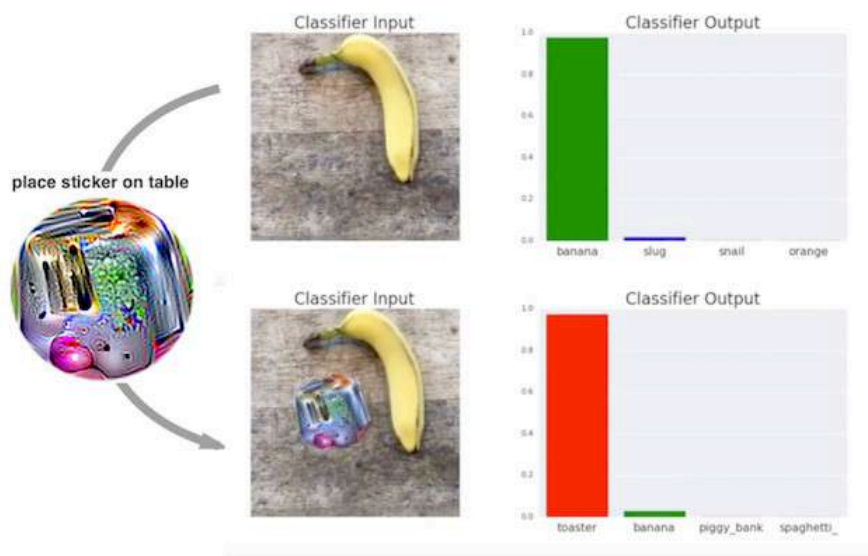 Classifier Input
Classifier Output
1.0
0.8
0.6
0.4
0.2
0.0
banana slug snail orange
place sticker on table
Classifier Input
Classifier Output
1.0
0.8
0.6
0.4
0.2
0.0
toaster banana piggy_bank spaghetti_